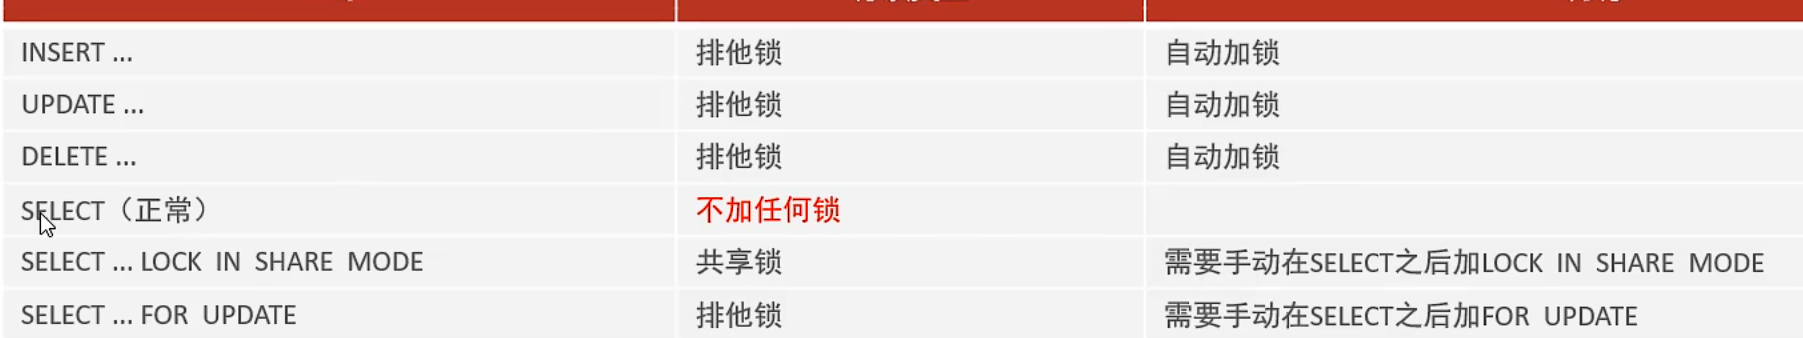 INSERT ... 排他锁 自动加锁
UPDATE ... 排他锁 自动加锁
DELETE ... 排他锁 自动加锁
SELECT（正常） 不加任何锁
SELECT ... LOCK IN SHARE MODE 共享锁 需要手动在SELECT之后加LOCK IN SHARE MODE
SELECT ... FOR UPDATE 排他锁 需要手动在SELECT之后加FOR UPDATE